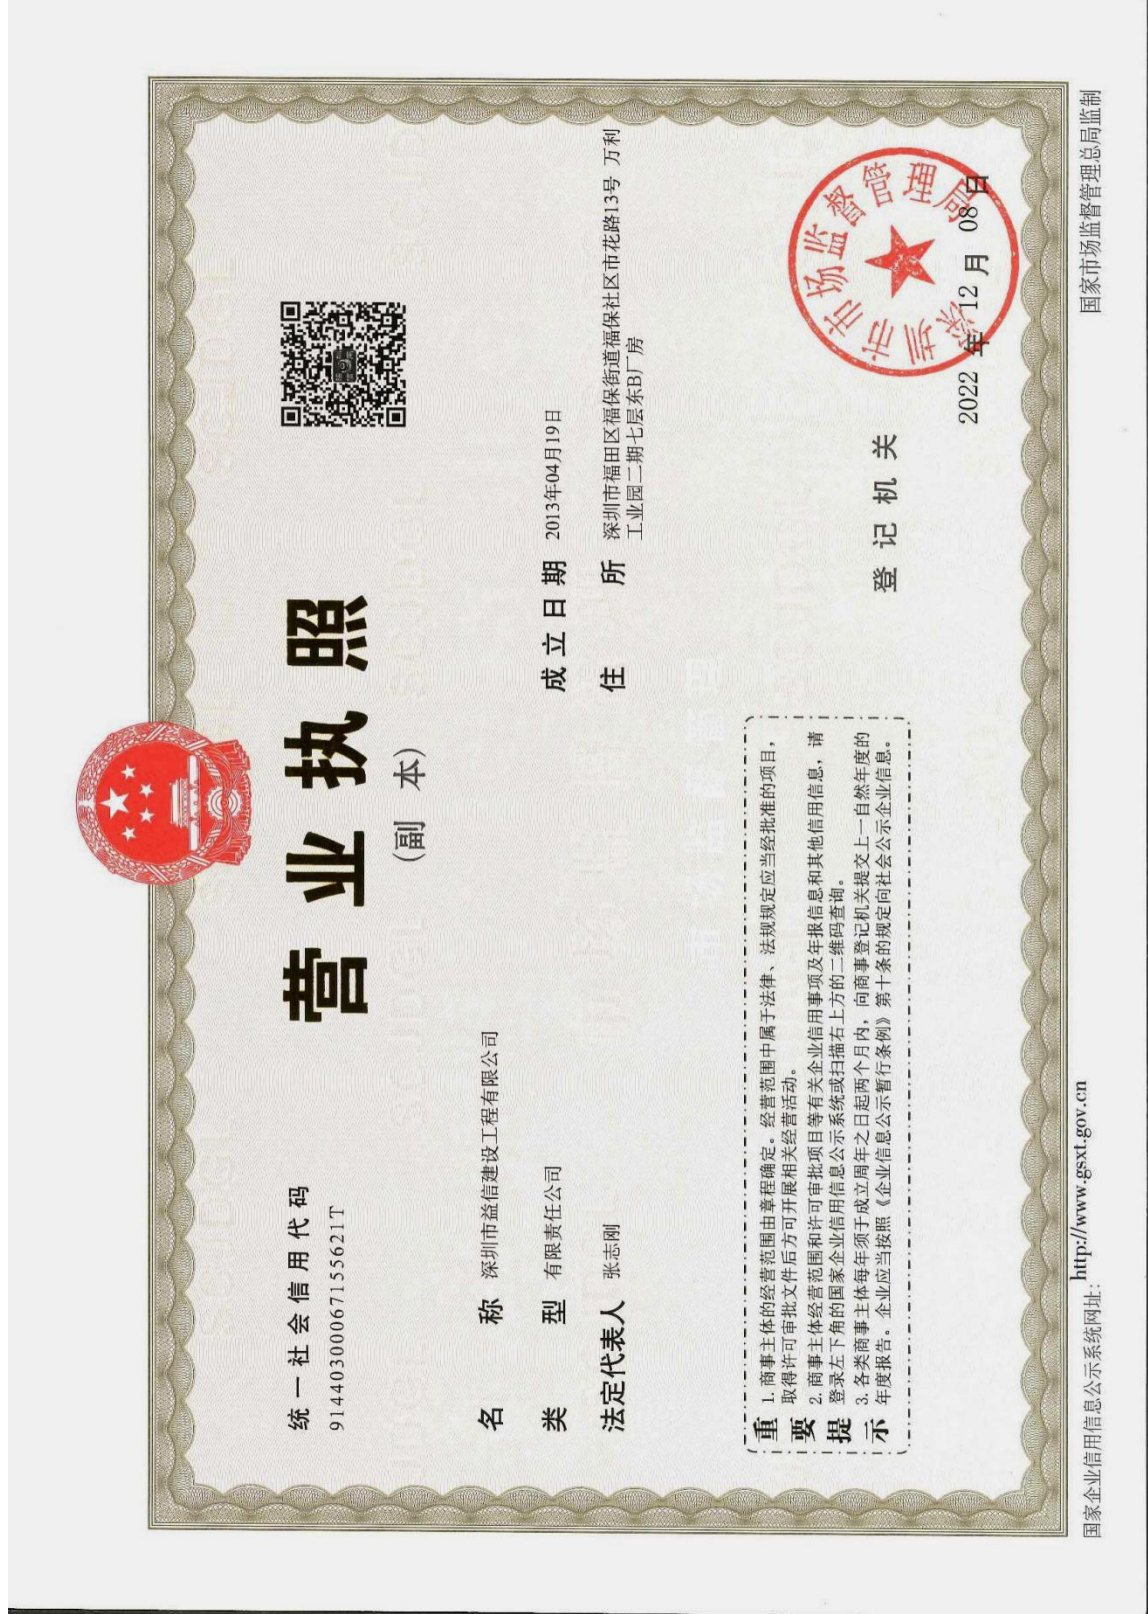 营业执照
(副 本)
统一社会信用代码
91440300067155621T
名 称 深圳市益信建设工程有限公司
类 型 有限责任公司
法定代表人 张志刚
成立日期 2013年04月19日
住 所 深圳市福田区福保街道福保社区市花路13号 万利
工业园二期七层东B厂房
重要提示
1. 商事主体的经营范围由章程确定。经营范围中属于法律、法规规定应当经批准的项目，
取得许可审批文件后方可开展相关经营活动。
2. 商事主体经营范围和许可审批项目等有关企业信用事项及年报信息和其他信用信息，请
登录左下角的国家企业信用信息公示系统或扫描右上方的二维码查询。
3. 各类商事主体每年须于成立周年之日起两个月内，向商事登记机关提交上一自然年度的
年度报告。企业应当按照《企业信息公示暂行条例》第十条的规定向社会公示企业信息。
登记机关
深圳市市场监督管理局
2022 年 12 月 08 日
国家企业信用信息公示系统网址：http://www.gsxt.gov.cn
国家市场监督管理总局监制